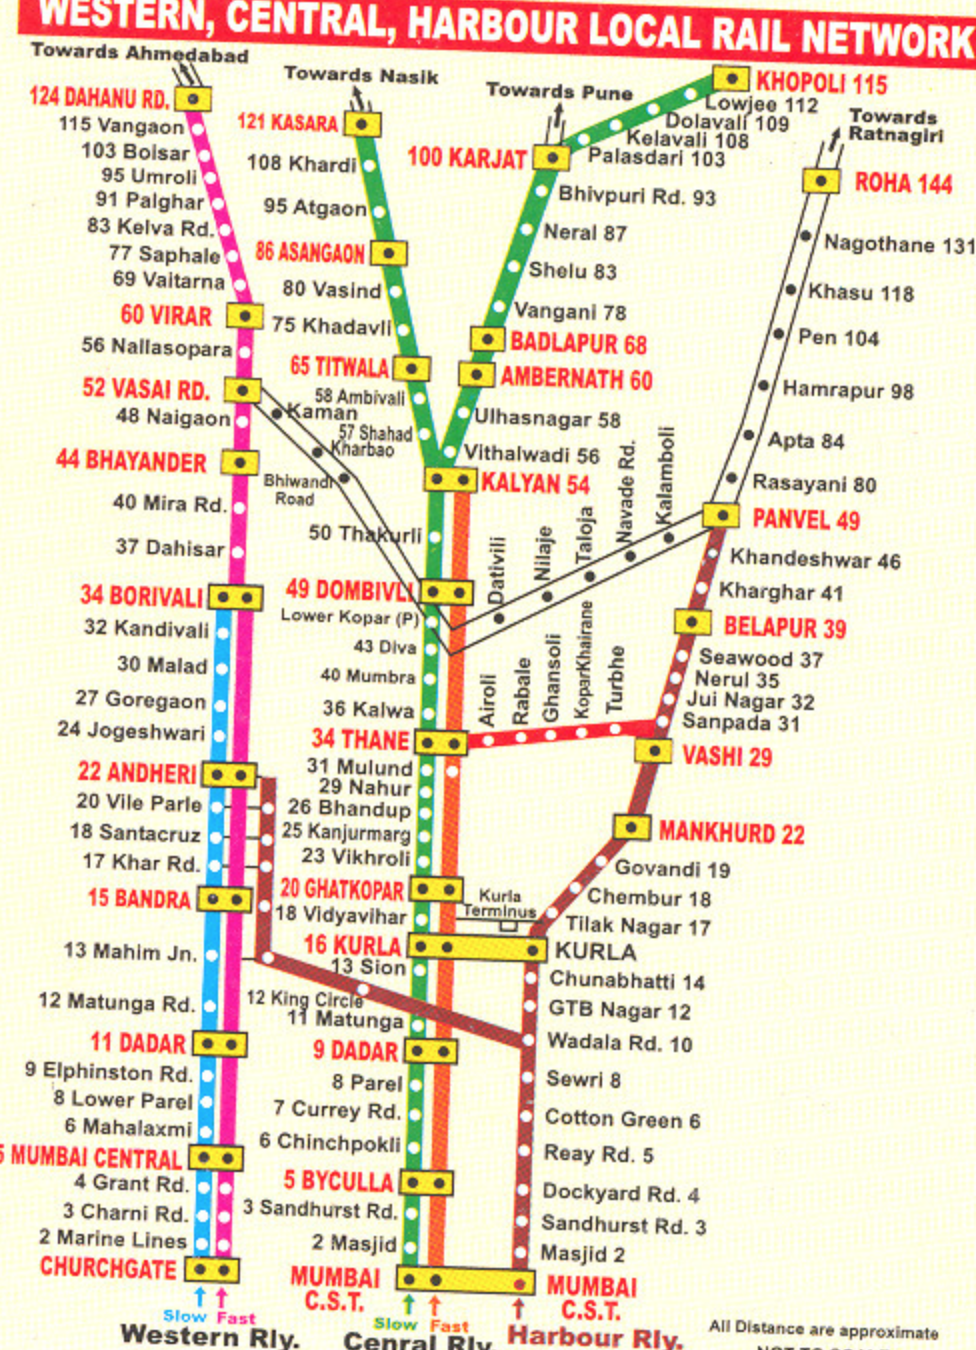 WESTERN, CENTRAL, HARBOUR LOCAL RAIL NETWORK
Towards Ahmedabad
124 DAHANU RD.
115 Vangaon
103 Bolsar
95 Umroli
91 Palghar
83 Kelva Rd.
77 Saphale
69 Vaitarna
60 VIRAR
56 Nallasopara
52 VASAI RD.
48 Naigaon
44 BHAYANDER
40 Mira Rd.
37 Dahisar
34 BORIVALI
32 Kandivali
30 Malad
27 Goregaon
24 Jogeshwari
22 ANDHERI
20 Vile Parle
18 Santacruz
17 Khar Rd.
15 BANDRA
13 Mahim Jn.
12 Matunga Rd.
11 DADAR
9 Elphinston Rd.
8 Lower Parel
6 Mahalaxmi
5 MUMBAI CENTRAL
4 Grant Rd.
3 Charni Rd.
2 Marine Lines
CHURCHGATE
Slow Fast
Western Rly.
Towards Nasik
121 KASARA
108 Khardi
95 Atgaon
86 ASANGAON
80 Vasind
75 Khadavli
65 TITWALA
58 Ambivali
57 Shahad
Kaman
Kharbao
Bhiwandi
Road
Towards Pune
KHOPOLI 115
Lowjee 112
Dolavali 109
Kelavali 108
Palasdari 103
100 KARJAT
Bhivpuri Rd. 93
Neral 87
Shelu 83
Vangani 78
BADLAPUR 68
AMBERNATH 60
Ulhasnagar 58
Vithalwadi 56
KALYAN 54
50 Thakurli
49 DOMBIVLI
Lower Kopar (P)
43 Diva
40 Mumbra
36 Kalwa
34 THANE
31 Mulund
29 Nahur
26 Bhandup
25 Kanjurmarg
23 Vikhroli
20 GHATKOPAR
18 Vidyavihar
16 KURLA
13 Sion
12 King Circle
11 Matunga
9 DADAR
8 Parel
7 Currey Rd.
6 Chinchpokli
5 BYCULLA
3 Sandhurst Rd.
2 Masjid
MUMBAI
C.S.T.
Slow Fast
Cenral Rly.
Dativili
Nilaje
Taloja
Navade Rd.
Kalamboli
Airoli
Rabale
Ghansoli
KoparKhairane
Turbhe
Towards
Ratnagiri
ROHA 144
Nagothane 131
Khasu 118
Pen 104
Hamrapur 98
Apta 84
Rasayani 80
PANVEL 49
Khandeshwar 46
Kharghar 41
BELAPUR 39
Seawood 37
Nerul 35
Jui Nagar 32
Sanpada 31
VASHI 29
MANKHURD 22
Govandi 19
Chembur 18
Tilak Nagar 17
Kurla
Terminus
KURLA
Chunabhatti 14
GTB Nagar 12
Wadala Rd. 10
Sewri 8
Cotton Green 6
Reay Rd. 5
Dockyard Rd. 4
Sandhurst Rd. 3
Masjid 2
MUMBAI
C.S.T.
Harbour Rly.
All Distance are approximate